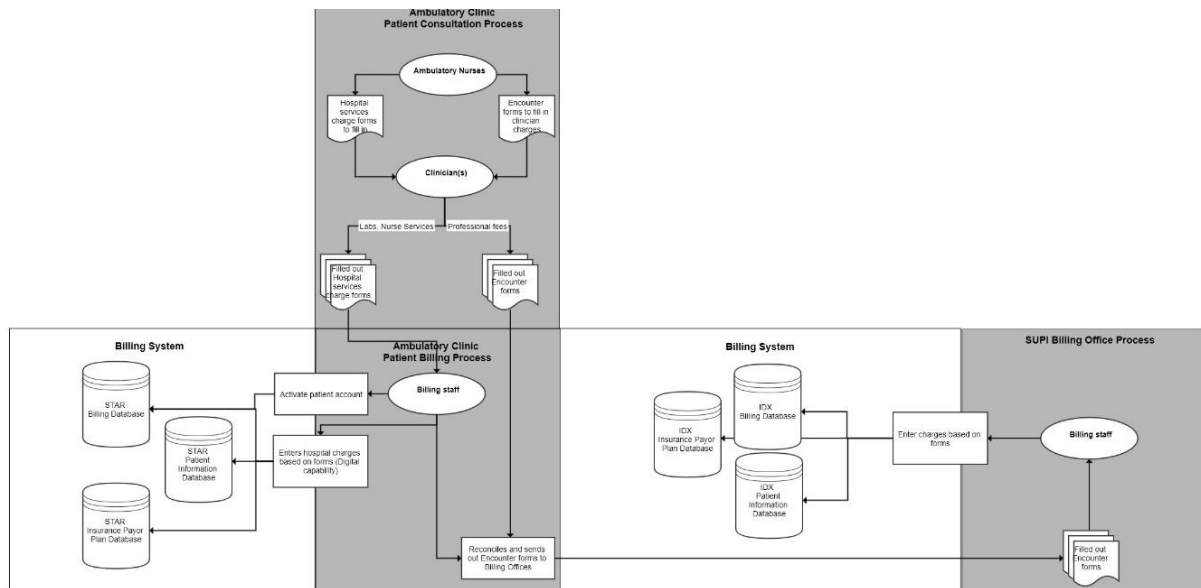 Ambulatory Clinic
Patient Consultation Process
Ambulatory Nurses
Hospital
services
charge forms
to fill in
Encounter
forms to fill in
clinician
charges
Clinician(s)
Labs, Nurse Services
Professional fees
Filled out
Hospital
services
charge forms
Filled out
Encounter
forms
Billing System
Ambulatory Clinic
Patient Billing Process
Billing System
SUPI Billing Office Process
STAR
Billing Database
Activate patient account
Billing staff
IDX
Billing Database
IDX
Insurance Payor
Plan Database
Enter charges based on
forms
Billing staff
STAR
Patient
Information
Database
Enters hospital charges
based on forms (Digital
capability)
IDX
Patient
Information
Database
STAR
Insurance Payor
Plan Database
Reconciles and sends
out Encounter forms to
Billing Offices
Filled out
Encounter
forms